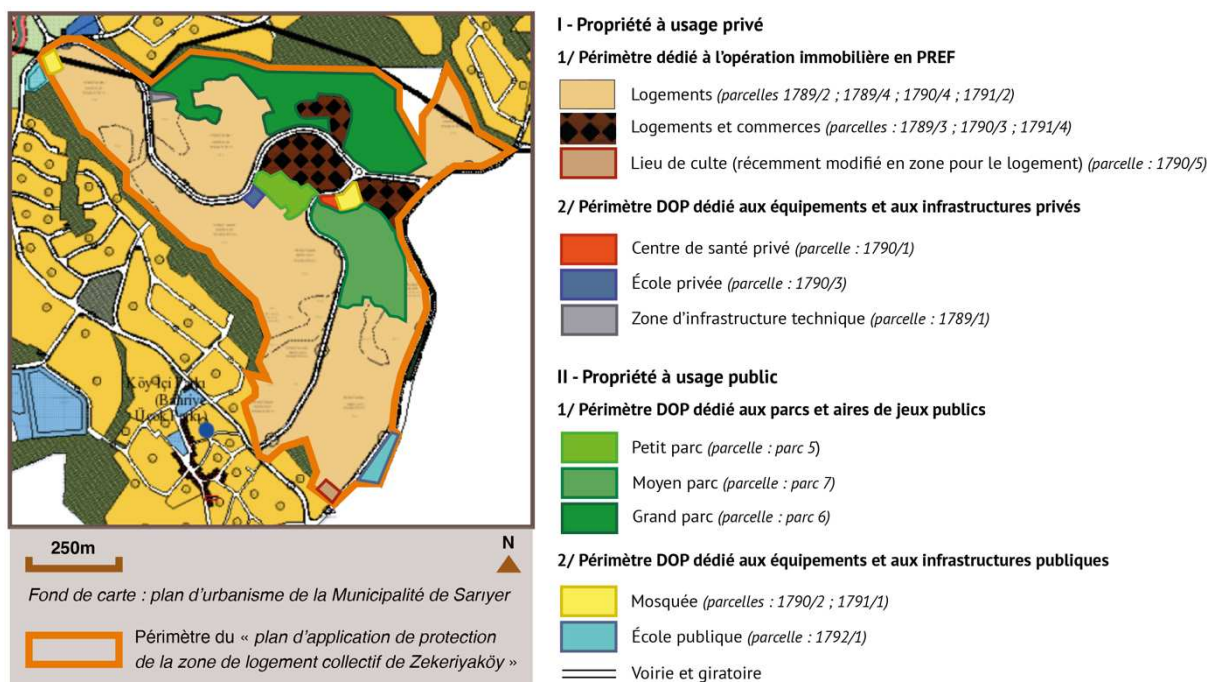 Köy İçi Parkı
(Bahriye
Üçok Parkı)
250m
N
Fond de carte : plan d'urbanisme de la Municipalité de Sarıyer
Périmètre du « plan d'application de protection
de la zone de logement collectif de Zekeriyaköy »
I - Propriété à usage privé
1/ Périmètre dédié à l'opération immobilière en PREF
Logements (parcelles 1789/2 ; 1789/4 ; 1790/4 ; 1791/2)
Logements et commerces (parcelles : 1789/3 ; 1790/3 ; 1791/4)
Lieu de culte (récemment modifié en zone pour le logement) (parcelle : 1790/5)
2/ Périmètre DOP dédié aux équipements et aux infrastructures privés
Centre de santé privé (parcelle : 1790/1)
École privée (parcelle : 1790/3)
Zone d'infrastructure technique (parcelle : 1789/1)
II - Propriété à usage public
1/ Périmètre DOP dédié aux parcs et aires de jeux publics
Petit parc (parcelle : parc 5)
Moyen parc (parcelle : parc 7)
Grand parc (parcelle : parc 6)
2/ Périmètre DOP dédié aux équipements et aux infrastructures publiques
Mosquée (parcelles : 1790/2 ; 1791/1)
École publique (parcelle : 1792/1)
Voirie et giratoire